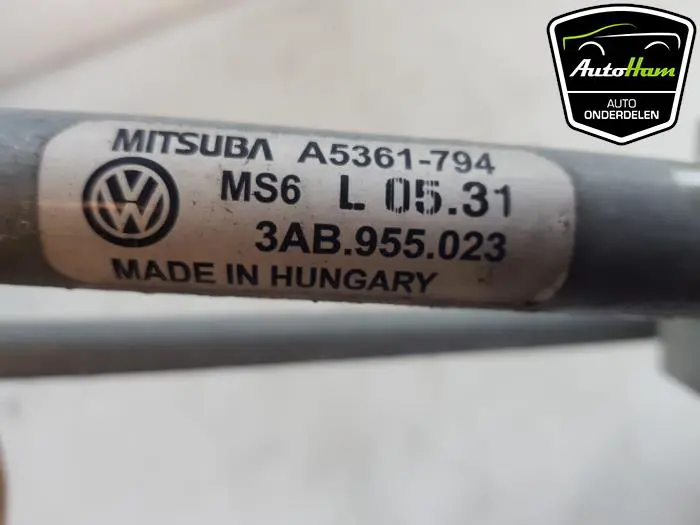 AutoHam
AUTO
ONDERDELEN
MITSUBA A5361-794
MS6 L 05.31
3AB.955.023
MADE IN HUNGARY